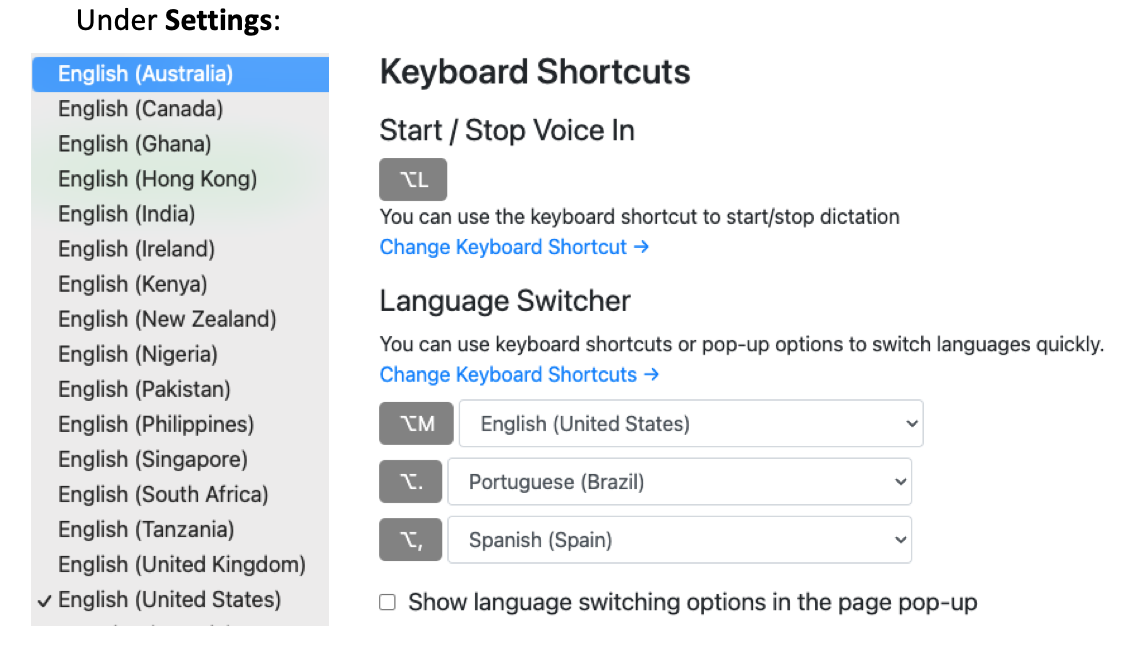 Under Settings:
English (Australia)
English (Canada)
English (Ghana)
English (Hong Kong)
English (India)
English (Ireland)
English (Kenya)
English (New Zealand)
English (Nigeria)
English (Pakistan)
English (Philippines)
English (Singapore)
English (South Africa)
English (Tanzania)
English (United Kingdom)
✓ English (United States)
Keyboard Shortcuts
Start / Stop Voice In
⌥L
You can use the keyboard shortcut to start/stop dictation
Change Keyboard Shortcut →
Language Switcher
You can use keyboard shortcuts or pop-up options to switch languages quickly.
Change Keyboard Shortcuts →
⌥M English (United States)
⌥. Portuguese (Brazil)
⌥, Spanish (Spain)
Show language switching options in the page pop-up